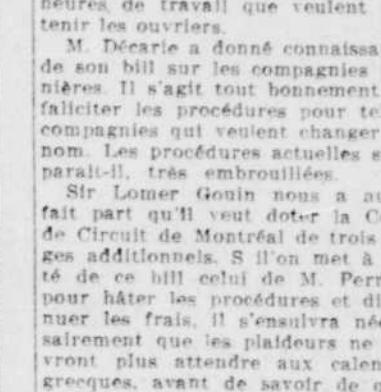 heures de travail que veulent
tenir les ouvriers.
M. Décarie a donné connaissa
de son bill sur les compagnies
nières. Il s'agit tout bonnement
faliciter les procédures pour te
compagnies qui veulent changer
nom. Les procédures actuelles s
paraît-il, très embrouillées.
Sir Lomer Gouin nous a au
fait part qu'il veut doter la C
de Circuit de Montréal de trois
ges additionnels. S il'on met à
té de ce bill celui de M. Perr
pour hâter les procédures et di
nuer les frais, il s'ensuivra néc
sairement que les plaideurs ne
vront plus attendre aux calen
grecques, avant de savoir de